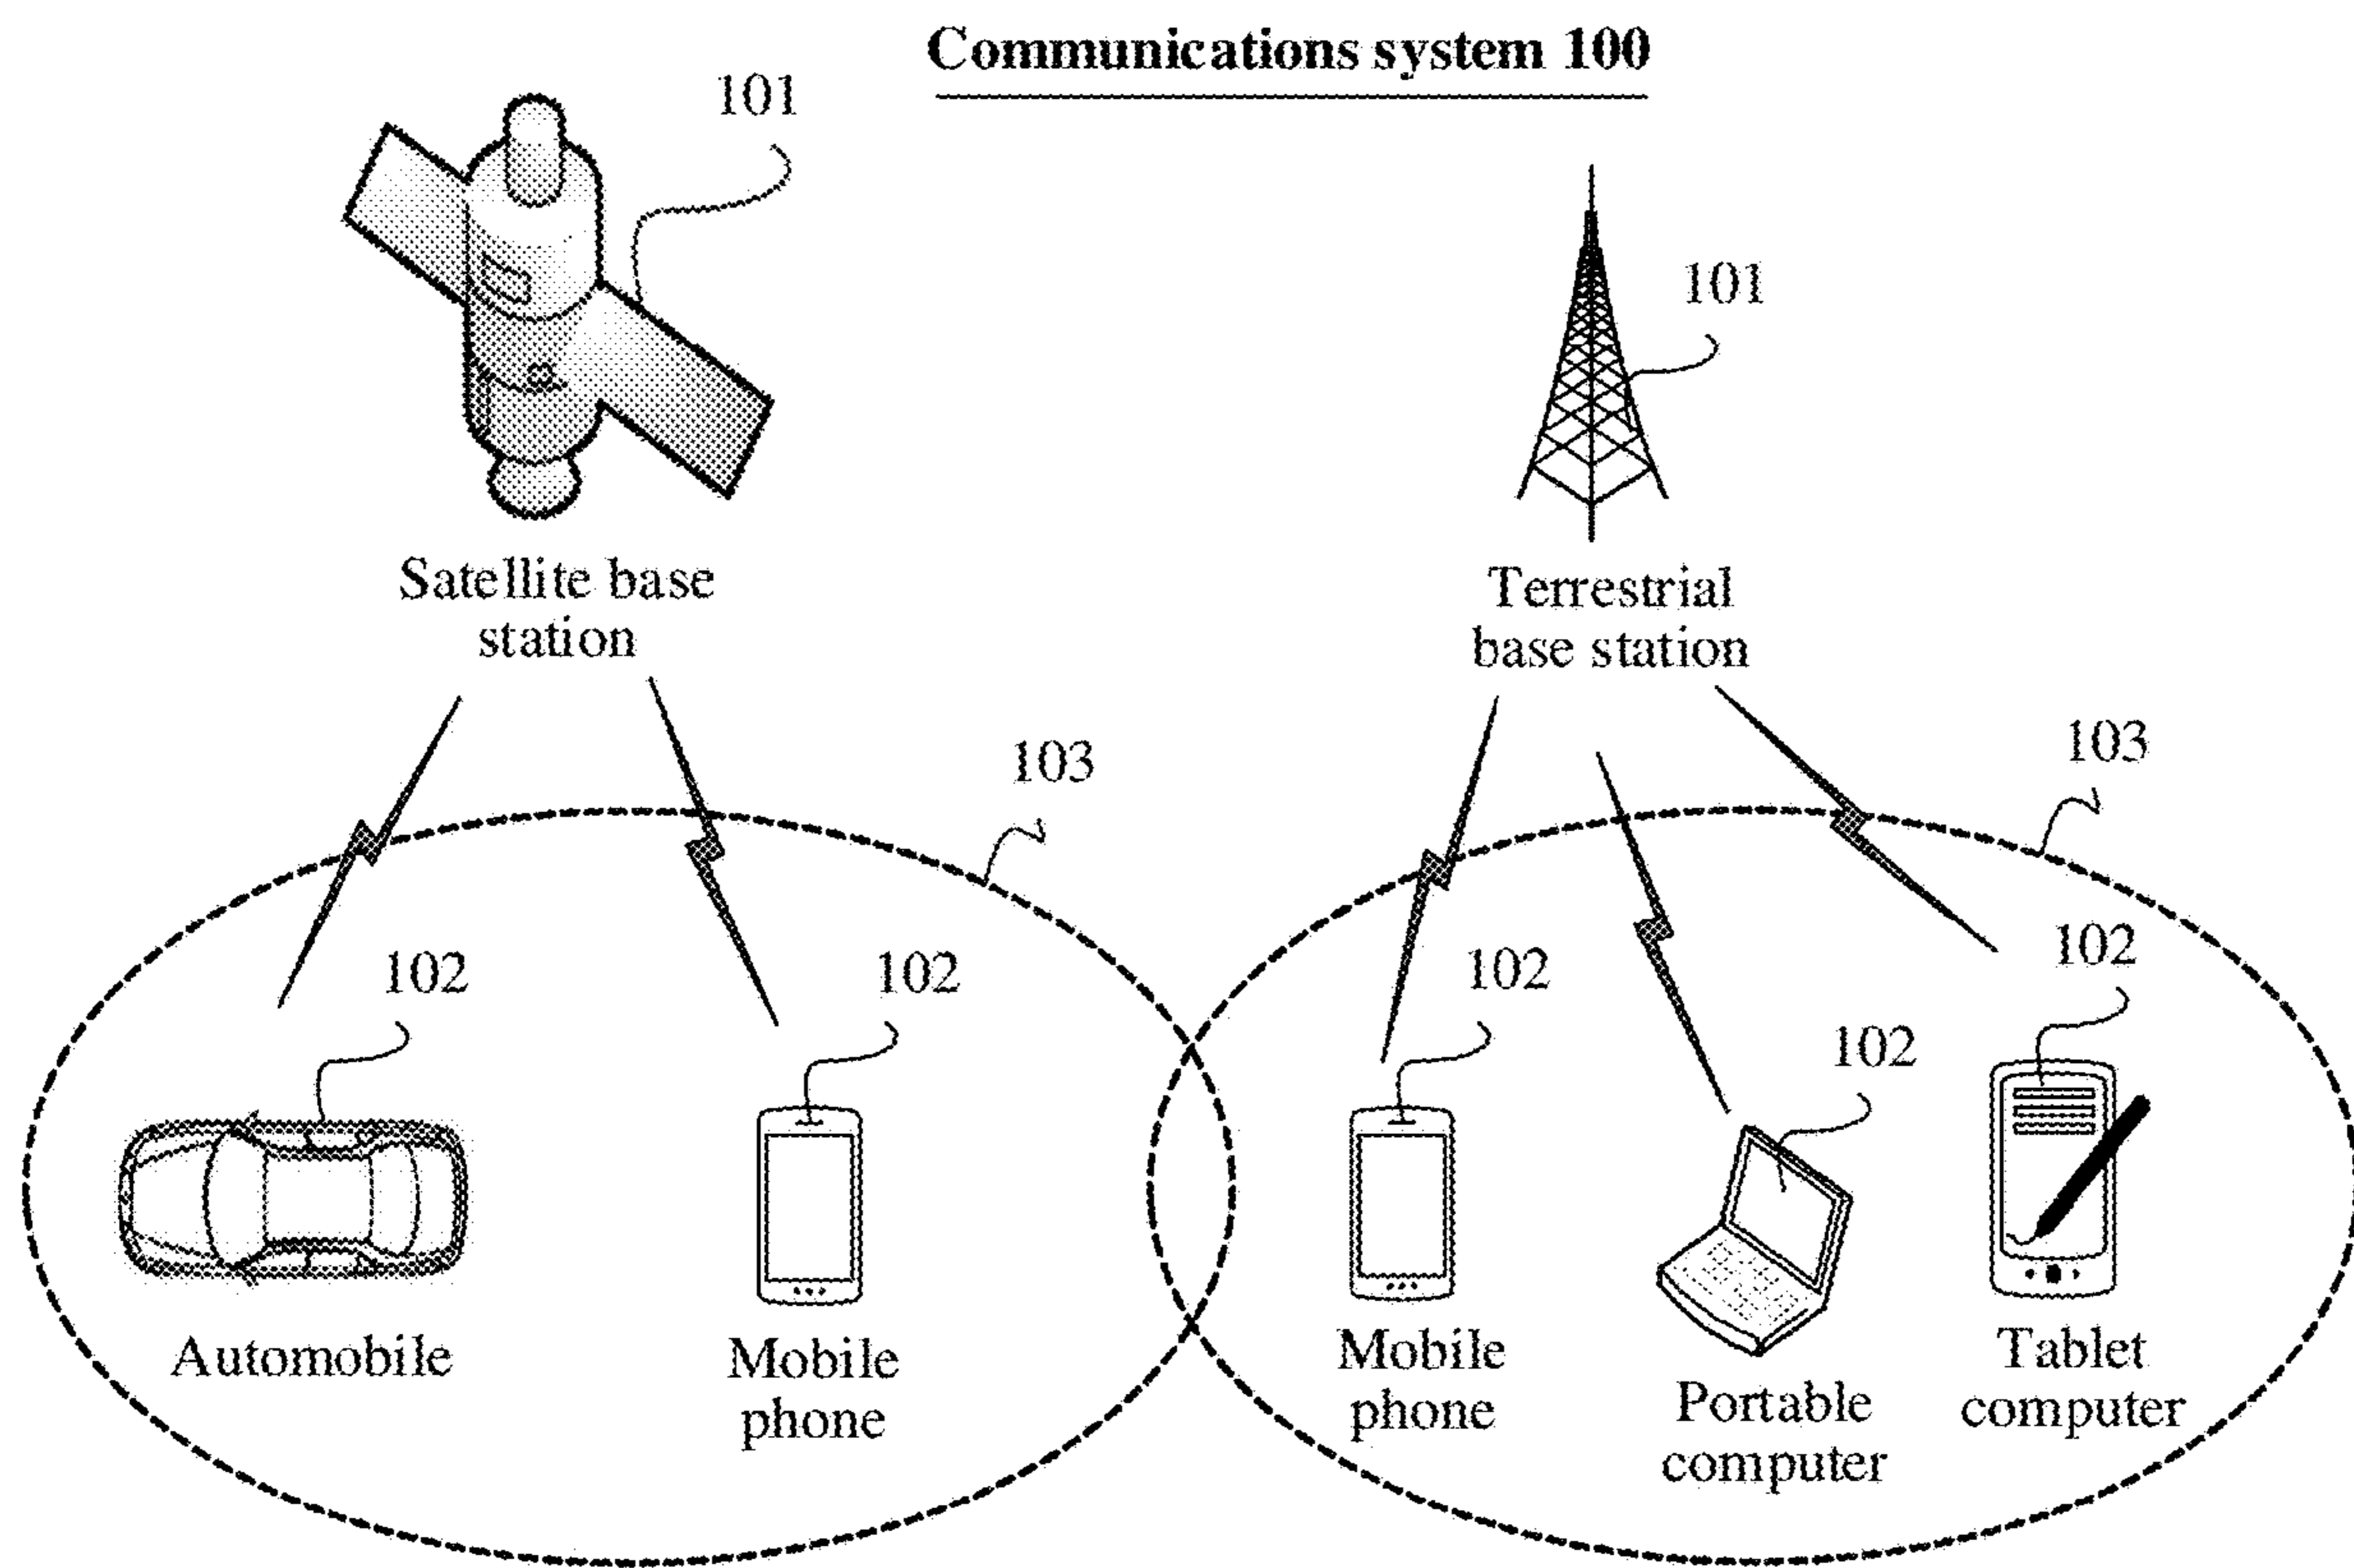 Communications system 100
101
101
Satellite base
station
Terrestrial
base station
103
103
102
102
102
102
102
Automobile
Mobile
phone
Mobile
phone
Portable
computer
Tablet
computer